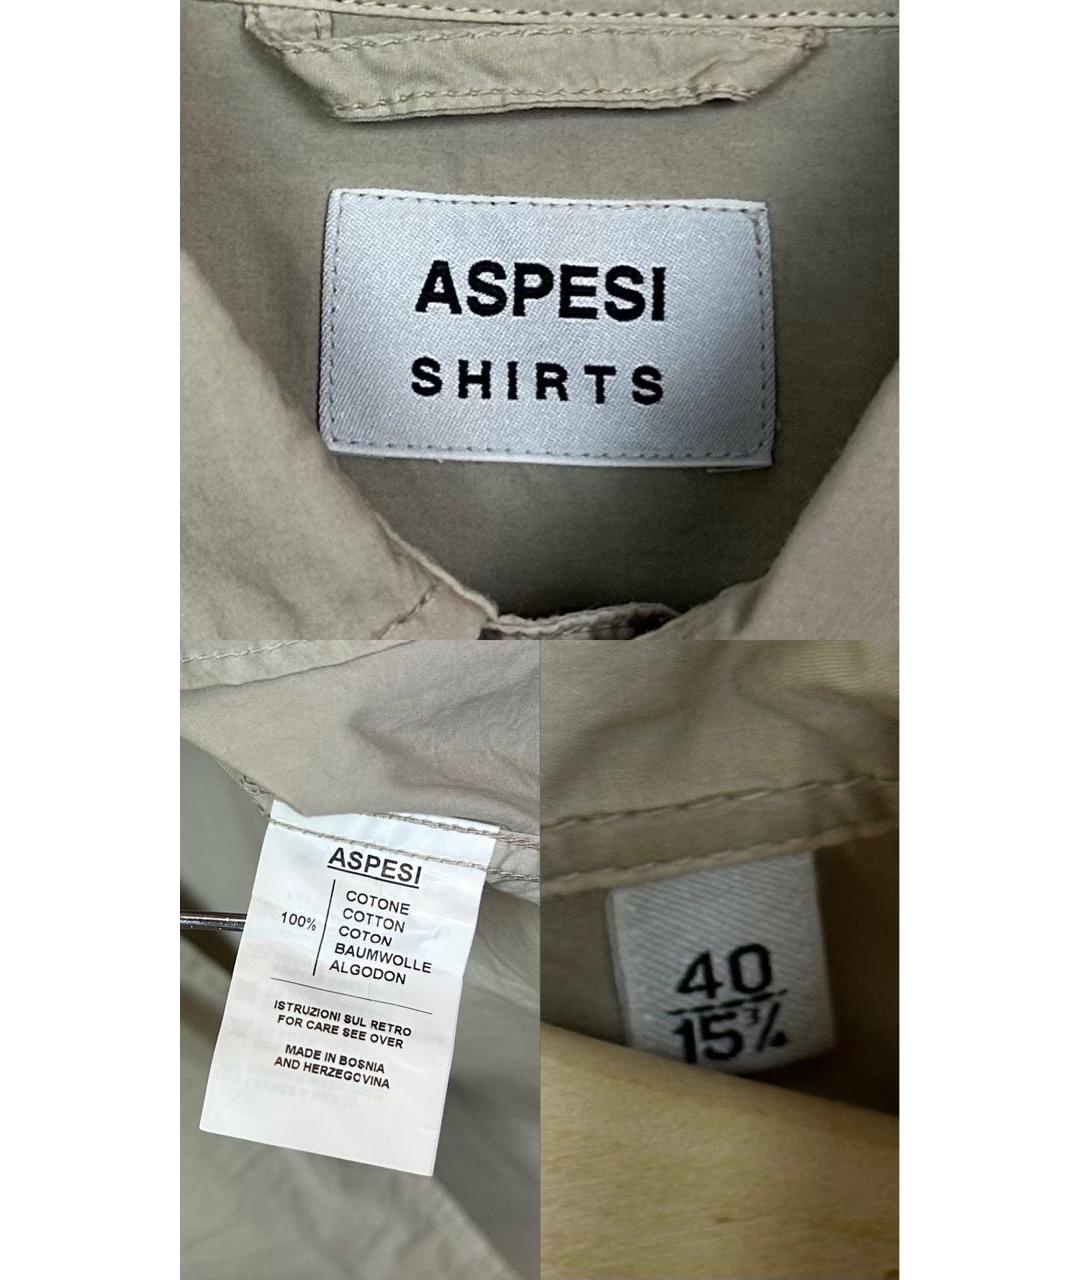 ASPESI
SHIRTS
ASPESI
100%
COTONE
COTTON
COTON
BAUMWOLLE
ALGODON
ISTRUZIONI SUL RETRO
FOR CARE SEE OVER
MADE IN BOSNIA
AND HERZEGOVINA
40
15¾